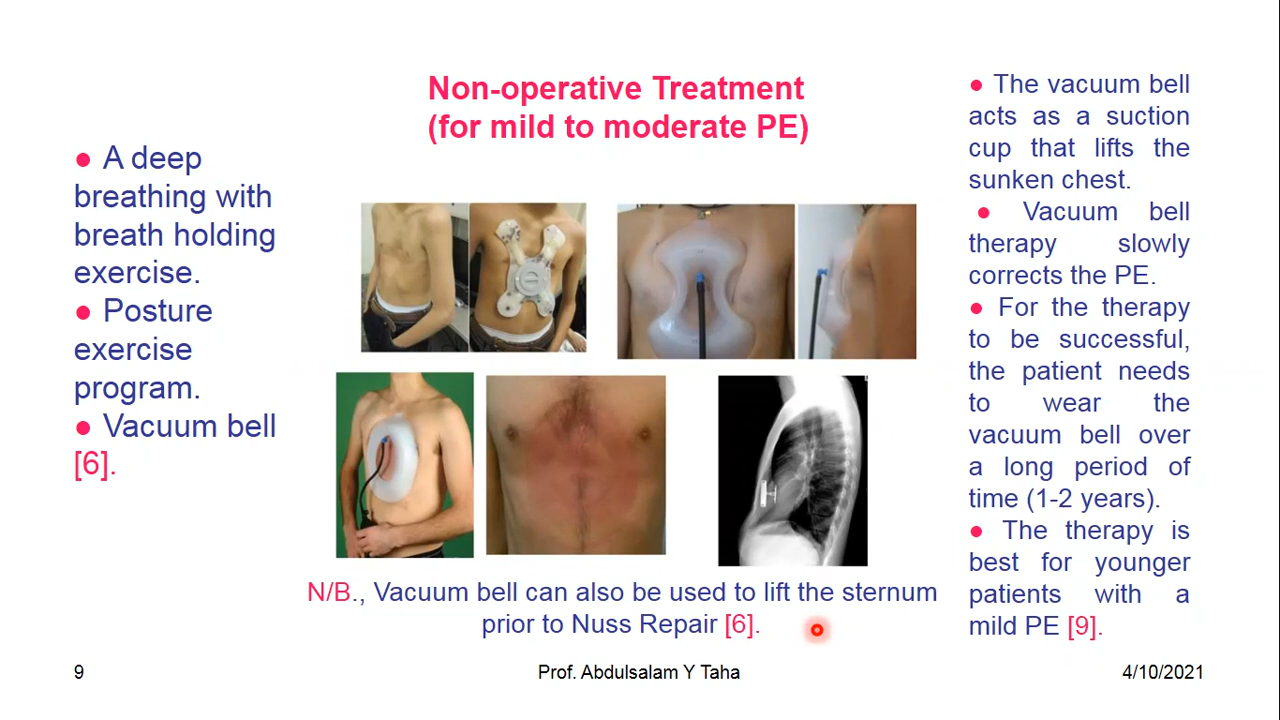 Non-operative Treatment
(for mild to moderate PE)
● A deep
breathing with
breath holding
exercise.
● Posture
exercise
program.
● Vacuum bell
[6].
N/B., Vacuum bell can also be used to lift the sternum
prior to Nuss Repair [6].
● The vacuum bell
acts as a suction
cup that lifts the
sunken chest.
● Vacuum bell
therapy slowly
corrects the PE.
● For the therapy
to be successful,
the patient needs
to wear the
vacuum bell over
a long period of
time (1-2 years).
● The therapy is
best for younger
patients with a
mild PE [9].
9
Prof. Abdulsalam Y Taha
4/10/2021